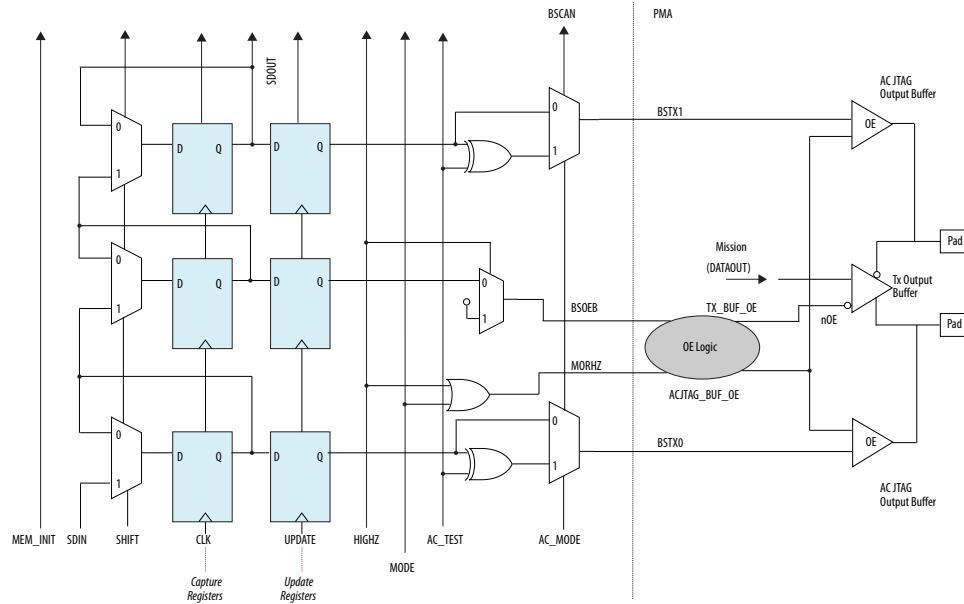 BSCAN
PMA
SDOUT
AC JTAG
Output Buffer
0
0
BSTX1
OE
D
Q
D
Q
1
1
Pad
Mission
(DATAOUT)
0
0
D
Q
D
Q
1
1
BSOEB
TX_BUF_OE
Tx Output
Buffer
nOE
Pad
OE Logic
MORHZ
ACJTAG_BUF_OE
0
0
D
Q
D
Q
1
1
BSTX0
OE
AC JTAG
Output Buffer
MEM_INIT
SDIN
SHIFT
CLK
UPDATE
HIGHZ
AC_TEST
AC_MODE
MODE
Capture
Registers
Update
Registers